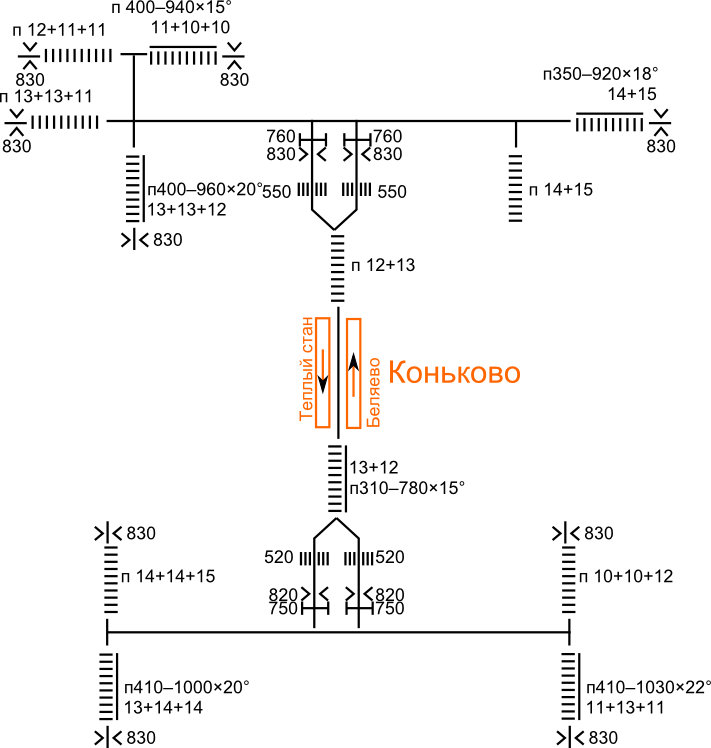 п 400–940×15°
п 12+11+11
11+10+10
830
830
п350–920×18°
п 13+13+11
14+15
830
830
760
760
830
830
п400–960×20°
550
550
п 14+15
13+13+12
830
п 12+13
Теплый стан
Беляево
Коньково
13+12
п310–780×15°
830
830
520
520
п 14+14+15
п 10+10+12
820
820
750
750
п410–1000×20°
п410–1030×22°
13+14+14
11+13+11
830
830